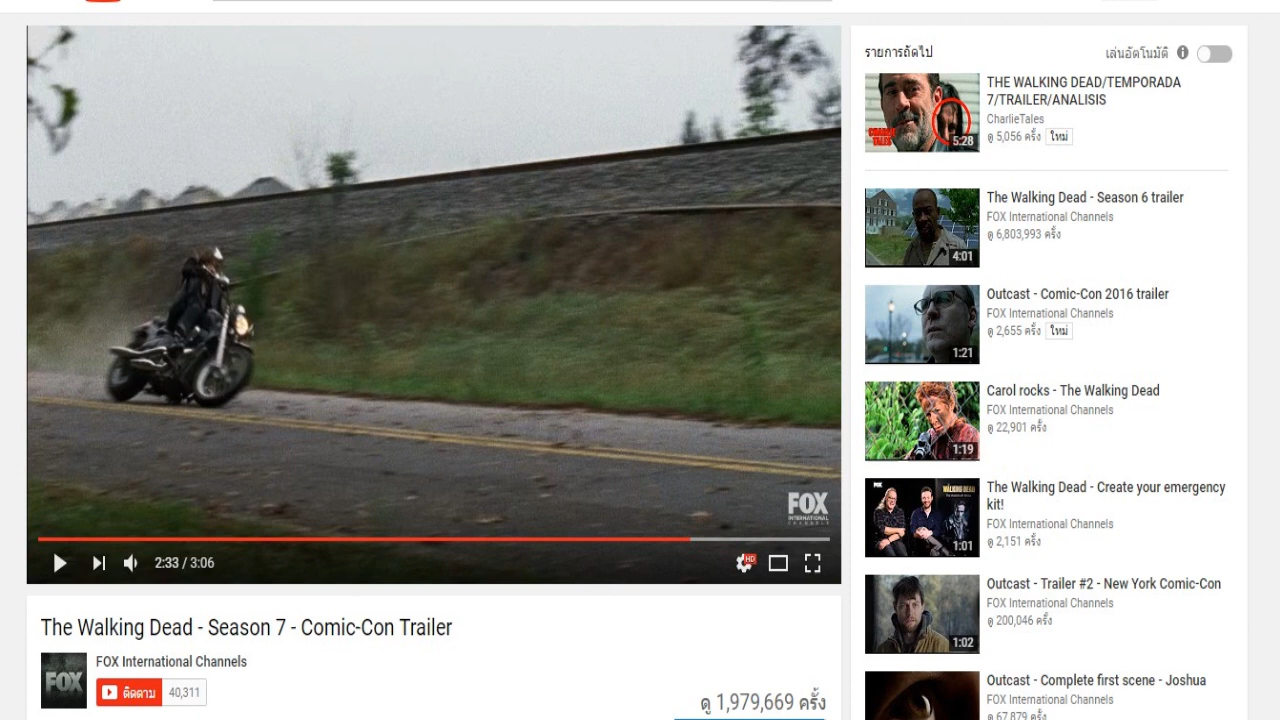 FOX
INTERNATIONAL
CHANNELS
2:33 / 3:06
HD
The Walking Dead - Season 7 - Comic-Con Trailer
FOX
FOX International Channels
ติดตาม 40,311
ดู 1,979,669 ครั้ง
รายการถัดไป
เล่นอัตโนมัติ
5:28
THE WALKING DEAD/TEMPORADA
7/TRAILER/ANALISIS
CharlieTales
ดู 5,056 ครั้ง ใหม่
4:01
The Walking Dead - Season 6 trailer
FOX International Channels
ดู 6,803,993 ครั้ง
1:21
Outcast - Comic-Con 2016 trailer
FOX International Channels
ดู 2,655 ครั้ง ใหม่
1:19
Carol rocks - The Walking Dead
FOX International Channels
ดู 22,901 ครั้ง
1:01
The Walking Dead - Create your emergency
kit!
FOX International Channels
ดู 2,151 ครั้ง
1:02
Outcast - Trailer #2 - New York Comic-Con
FOX International Channels
ดู 200,046 ครั้ง
Outcast - Complete first scene - Joshua
FOX International Channels
ดู 67,879 ครั้ง